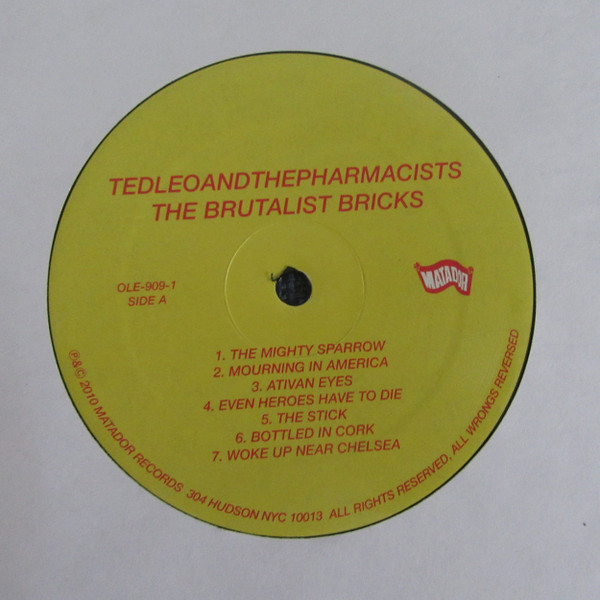 TEDLEOANDTHEPHARMACISTS
THE BRUTALIST BRICKS
OLE-909-1
SIDE A
MATADOR
1. THE MIGHTY SPARROW
2. MOURNING IN AMERICA
3. ATIVAN EYES
4. EVEN HEROES HAVE TO DIE
5. THE STICK
6. BOTTLED IN CORK
7. WOKE UP NEAR CHELSEA
℗&© 2010 MATADOR RECORDS 304 HUDSON NYC 10013 ALL RIGHTS RESERVED, ALL WRONGS REVERSED